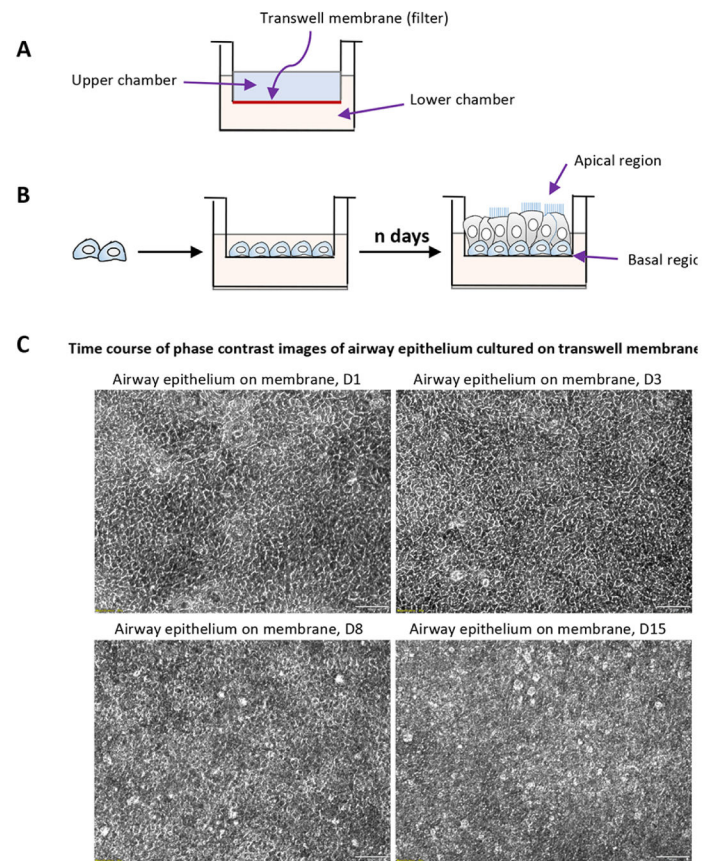 Transwell membrane (filter)
A
Upper chamber
Lower chamber
Apical region
B
n days
Basal regic
C Time course of phase contrast images of airway epithelium cultured on transwell membrane
Airway epithelium on membrane, D1
Airway epithelium on membrane, D3
Airway epithelium on membrane, D8
Airway epithelium on membrane, D15